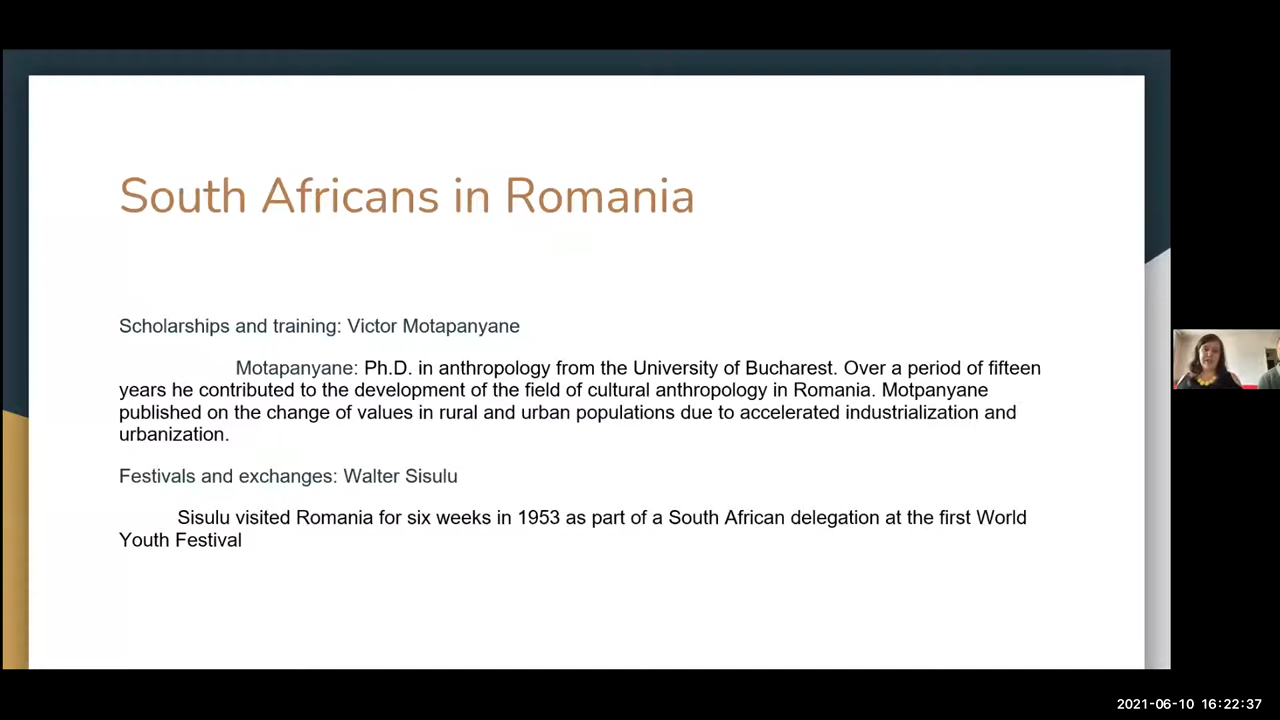 South Africans in Romania
Scholarships and training: Victor Motapanyane
Motapanyane: Ph.D. in anthropology from the University of Bucharest. Over a period of fifteen
years he contributed to the development of the field of cultural anthropology in Romania. Motpanyane
published on the change of values in rural and urban populations due to accelerated industrialization and
urbanization.
Festivals and exchanges: Walter Sisulu
Sisulu visited Romania for six weeks in 1953 as part of a South African delegation at the first World
Youth Festival
2021-06-10 16:22:37